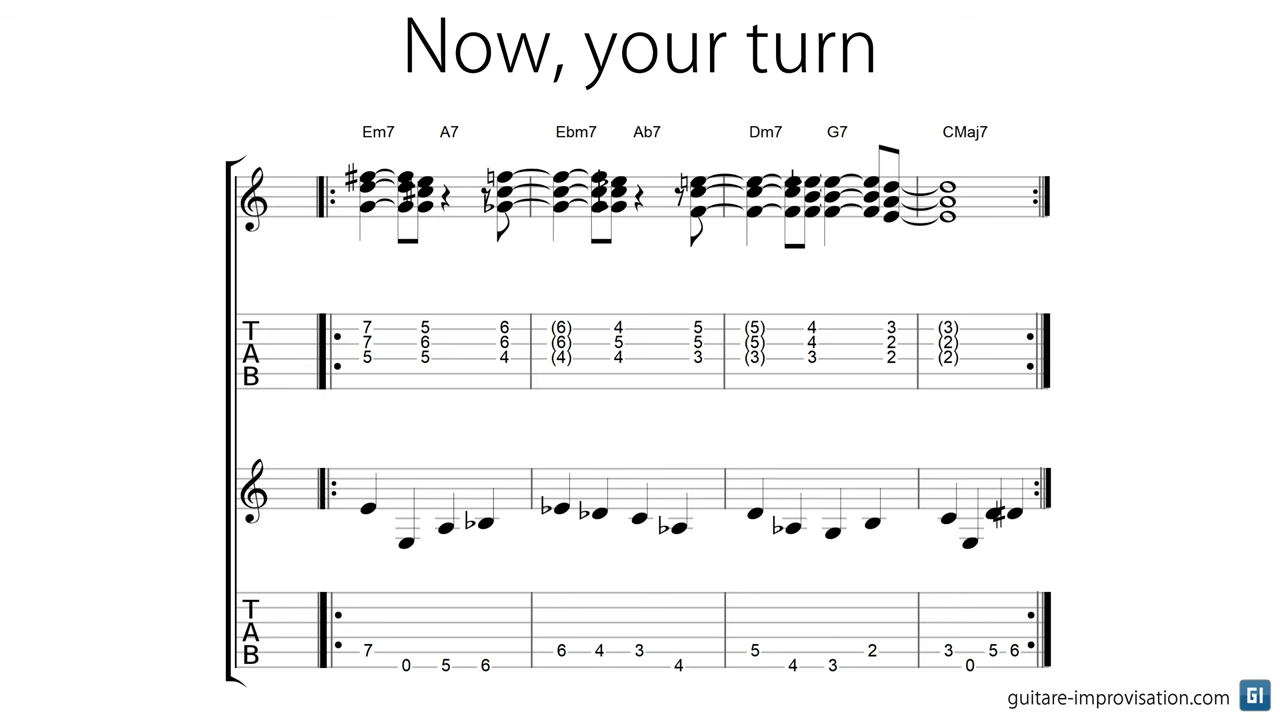 Now, your turn
Em7 A7 Ebm7 Ab7 Dm7 G7 CMaj7
T 7 5 6 (6) 4 5 (5) 4 3 (3)
A 7 6 6 (6) 5 5 (5) 4 2 (2)
B 5 5 4 (4) 4 3 (3) 3 2 (2)
T
A
B 7 6 4 3 5 2 3 5 6
0 5 6 4 4 3 0
guitare-improvisation.com GI